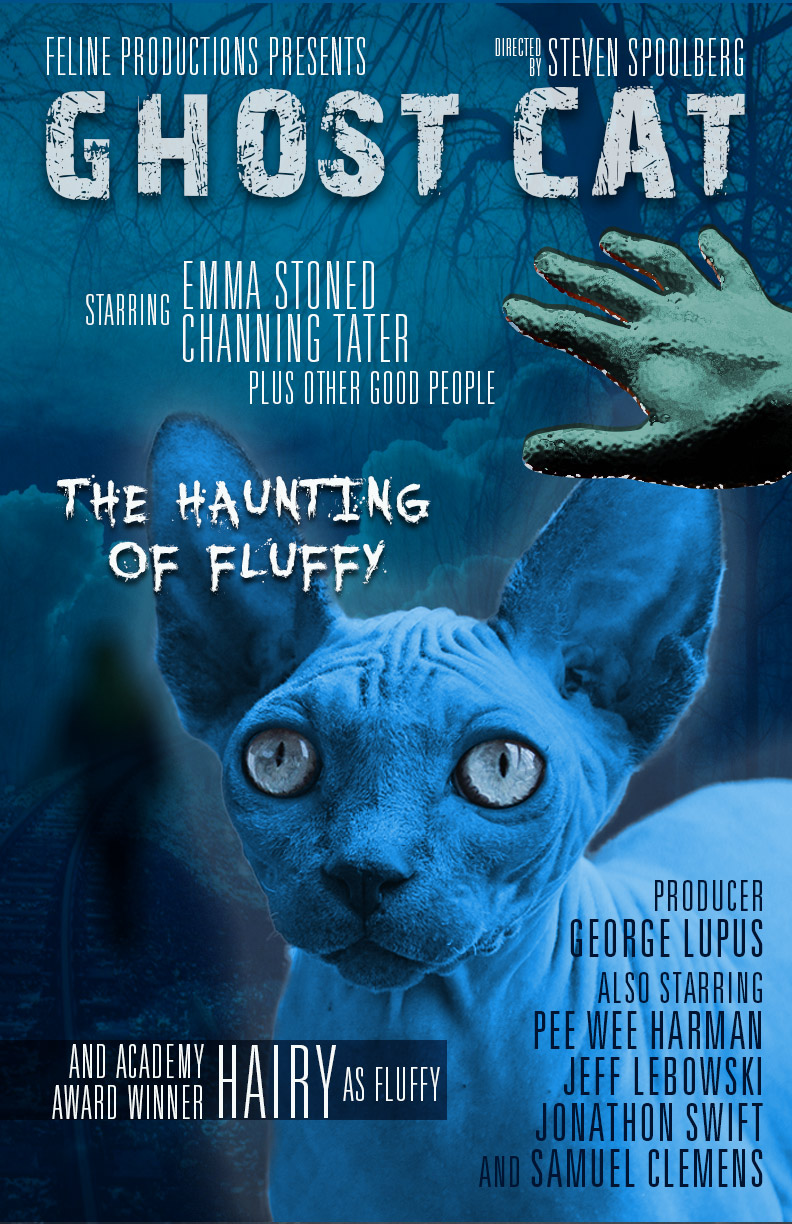 FELINE PRODUCTIONS PRESENTS
DIRECTED BY STEVEN SPOOLBERG
GHOST CAT
STARRING EMMA STONED
CHANNING TATER
PLUS OTHER GOOD PEOPLE
THE HAUNTING
OF FLUFFY
PRODUCER
GEORGE LUPUS
ALSO STARRING
PEE WEE HARMAN
JEFF LEBOWSKI
JONATHON SWIFT
AND SAMUEL CLEMENS
AND ACADEMY
AWARD WINNER HAIRY AS FLUFFY